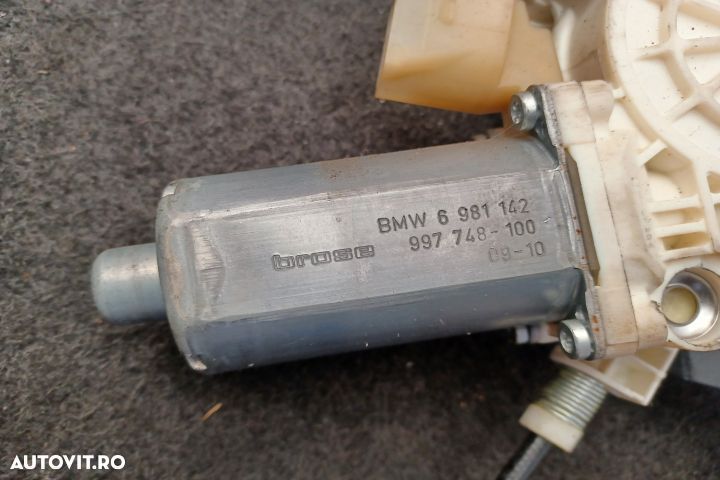 BMW 6 981 142
997 748-100
brose
09-10
AUTOVIT.RO